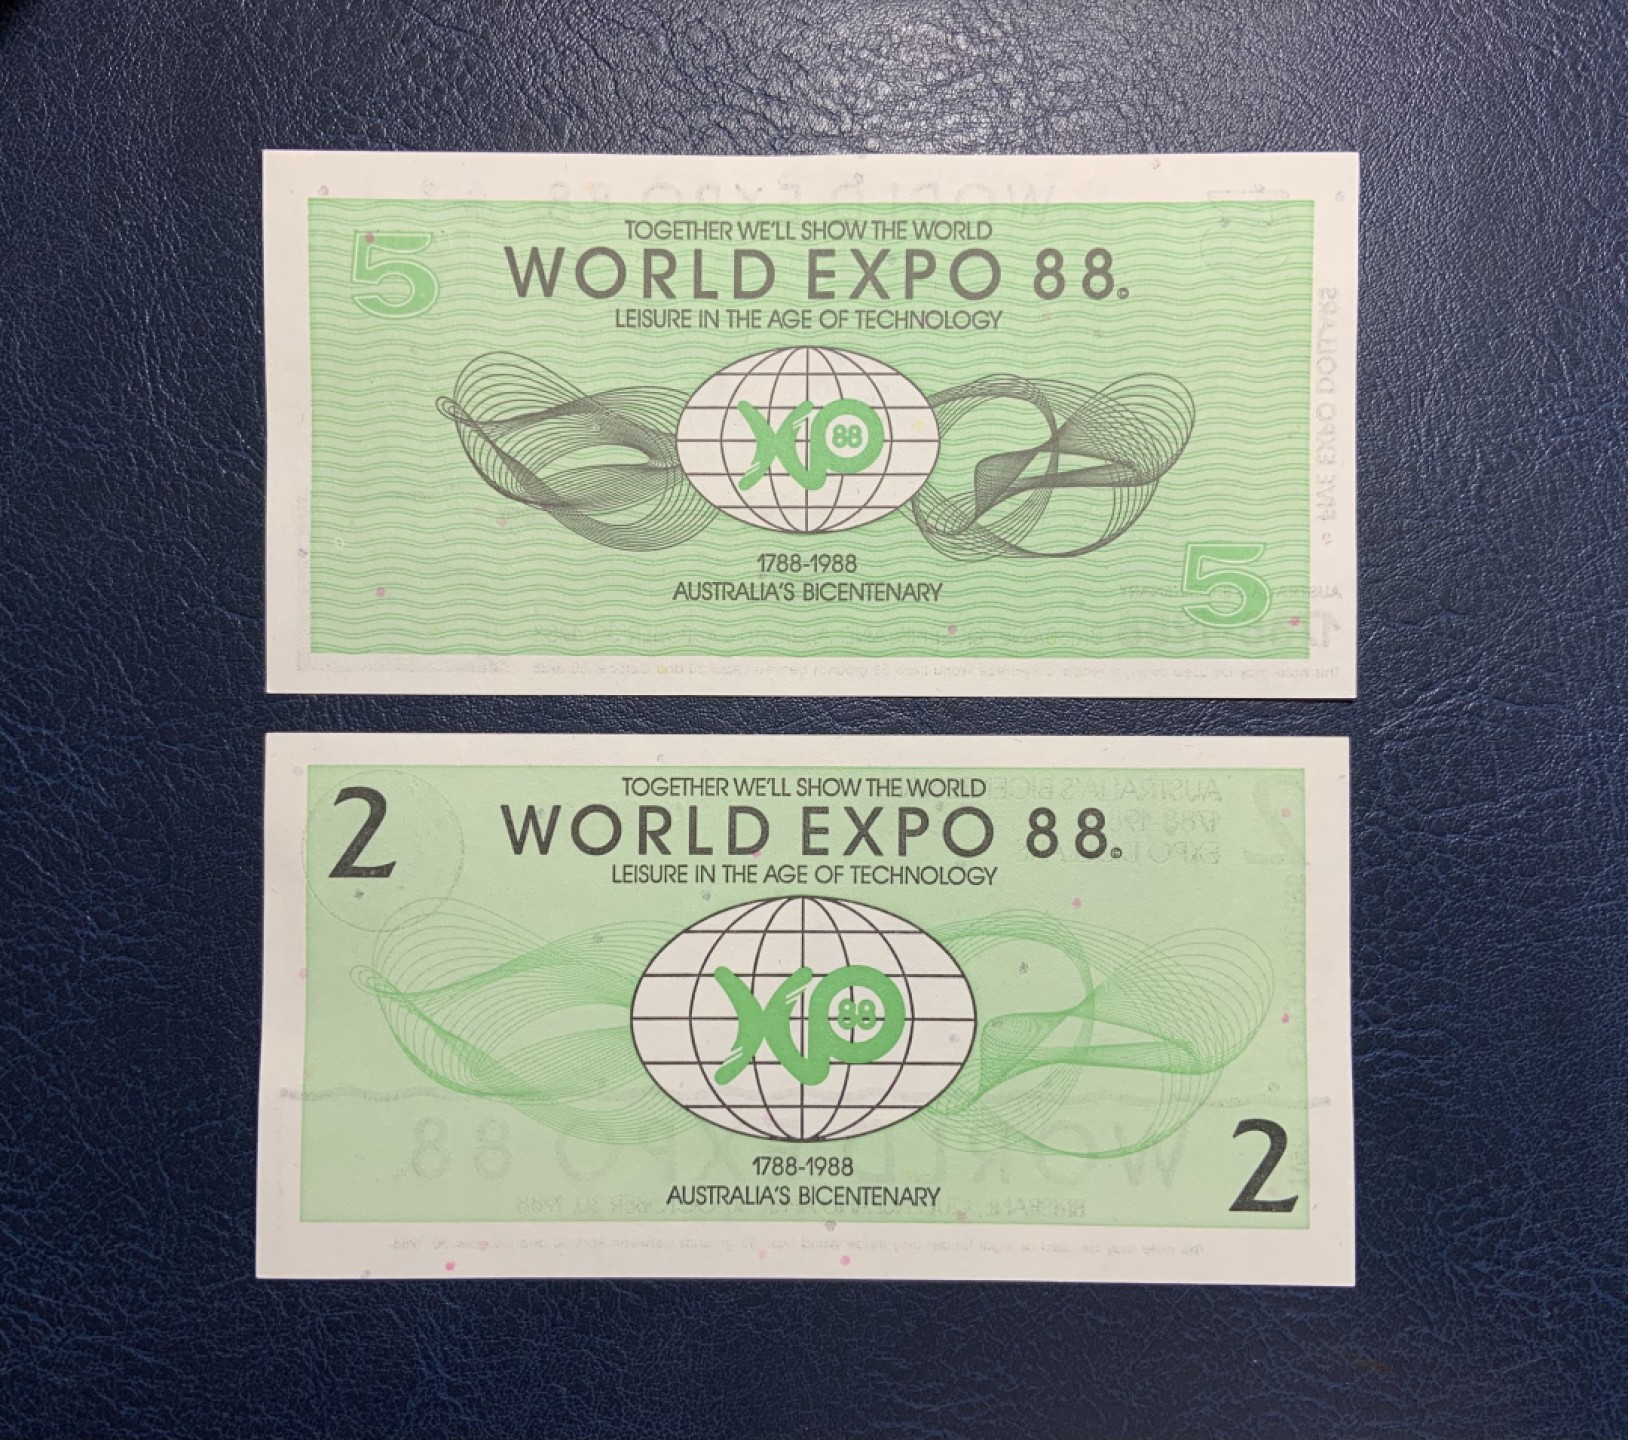 5
TOGETHER WE'LL SHOW THE WORLD
WORLD EXPO 88.©
LEISURE IN THE AGE OF TECHNOLOGY
XPO
88
1788-1988
AUSTRALIA'S BICENTENARY
5
2
TOGETHER WE'LL SHOW THE WORLD
WORLD EXPO 88.©
LEISURE IN THE AGE OF TECHNOLOGY
XPO
88
1788-1988
AUSTRALIA'S BICENTENARY
2